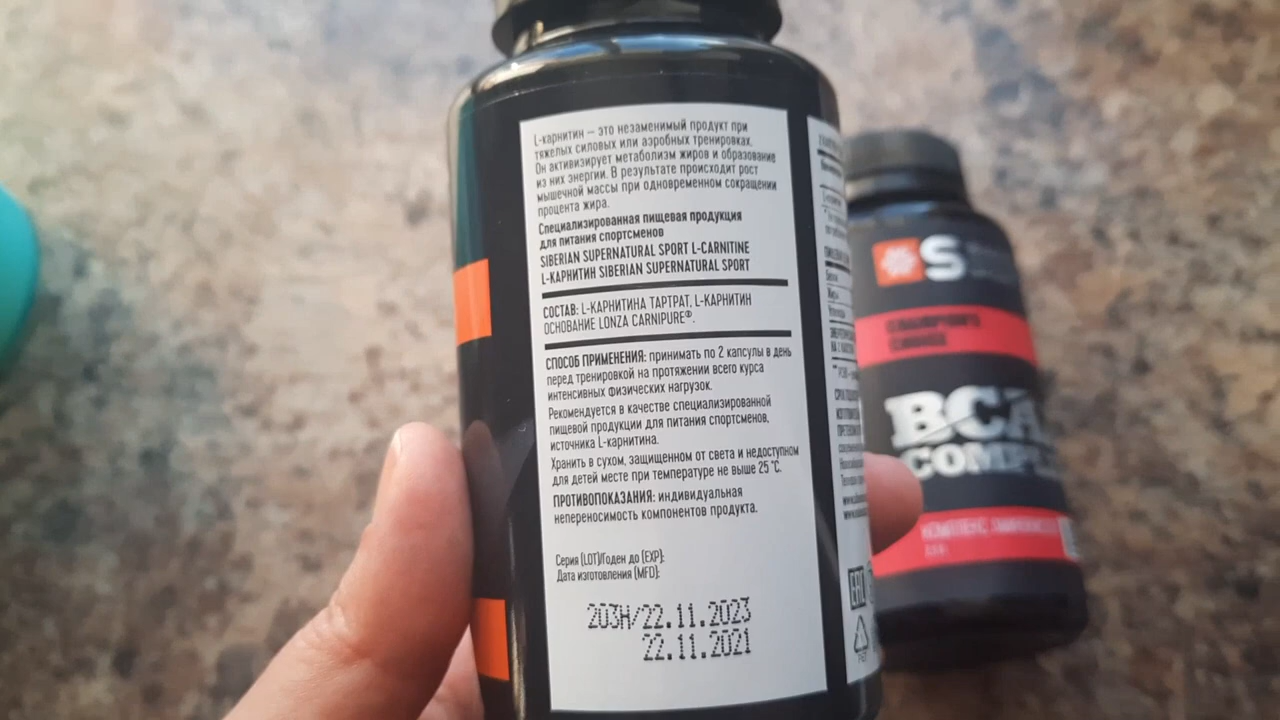 L-карнитин – это незаменимый продукт при
тяжелых силовых или аэробных тренировках.
Он активизирует метаболизм жиров и образование
из них энергии. В результате происходит рост
мышечной массы при одновременном сокращении
процента жира.
Специализированная пищевая продукция
для питания спортсменов
SIBERIAN SUPERNATURAL SPORT L-CARNITINE
L-КАРНИТИН SIBERIAN SUPERNATURAL SPORT
СОСТАВ: L-КАРНИТИНА ТАРТРАТ, L-КАРНИТИН
ОСНОВАНИЕ LONZA CARNIPURE®.
СПОСОБ ПРИМЕНЕНИЯ: принимать по 2 капсулы в день
перед тренировкой на протяжении всего курса
интенсивных физических нагрузок.
Рекомендуется в качестве специализированной
пищевой продукции для питания спортсменов,
источника L-карнитина.
Хранить в сухом, защищенном от света и недоступном
для детей месте при температуре не выше 25 °С.
ПРОТИВОПОКАЗАНИЯ: индивидуальная
непереносимость компонентов продукта.
Серия (LOT)/Годен до (EXP):
Дата изготовления (MFD):
203H/22.11.2023
22.11.2021
EAC
S
BCA